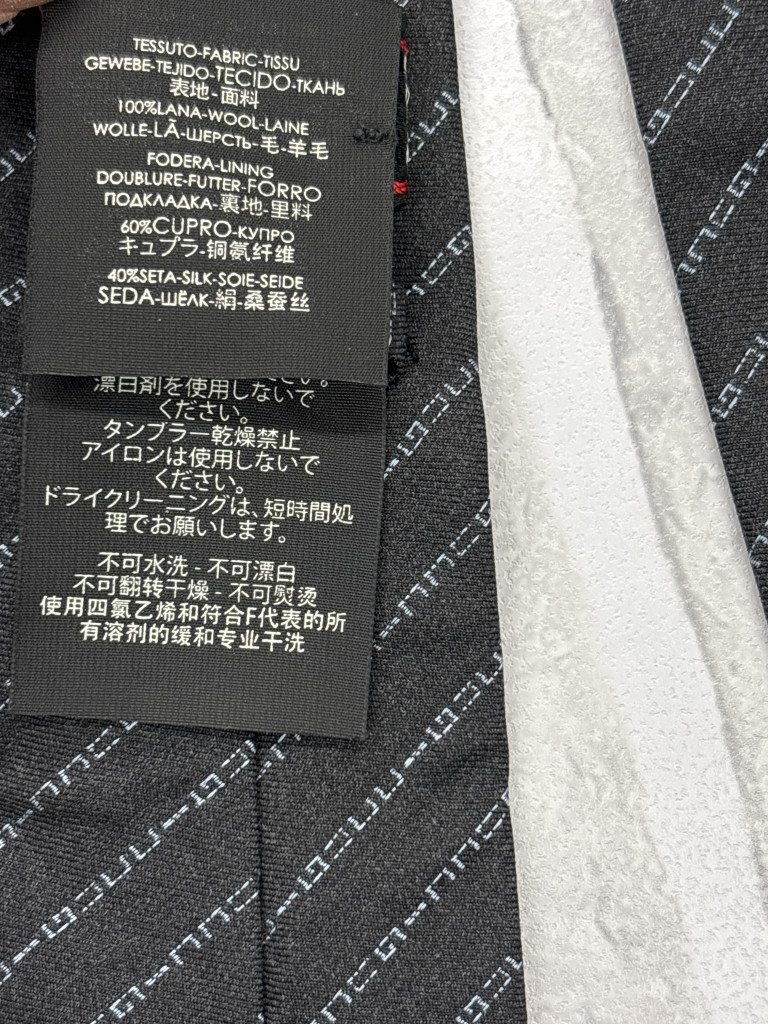 TESSUTO-FABRIC-TISSU
GEWEBE-TEJIDO-TECIDO-ТКАНЬ
表地-面料
100%LANA-WOOL-LAINE
WOLLE-LÃ-ШЕРСТЬ-毛-羊毛
FODERA-LINING
DOUBLURE-FUTTER-FORRO
ПОДКЛАДКА-裏地-里料
60%CUPRO-КУПРО
キュプラ-铜氨纤维
40%SETA-SILK-SOIE-SEIDE
SEDA-ШЁЛК-絹-桑蚕丝
漂白剤を使用しないで
ください。
タンブラー乾燥禁止
アイロンは使用しないで
ください。
ドライクリーニングは、短時間処
理でお願いします。
不可水洗 - 不可漂白
不可翻转干燥 - 不可熨烫
使用四氯乙烯和符合F代表的所
有溶剂的缓和专业干洗